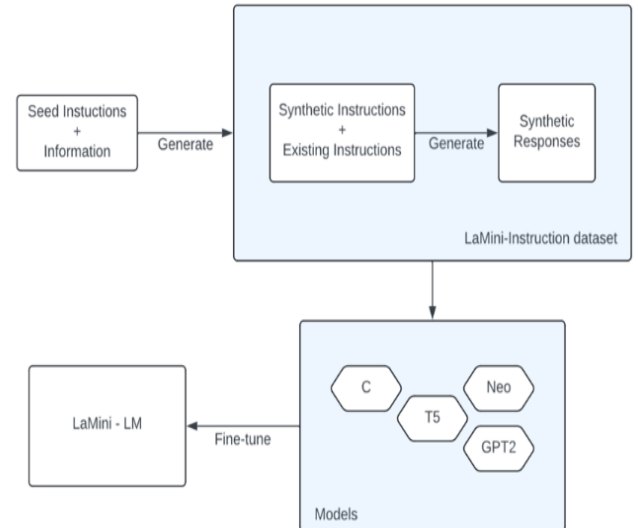 Seed Instuctions
+
Information
Generate
Synthetic Instructions
+
Existing Instructions
Generate
Synthetic
Responses
LaMini-Instruction dataset
C
Neo
T5
GPT2
Models
Fine-tune
LaMini - LM